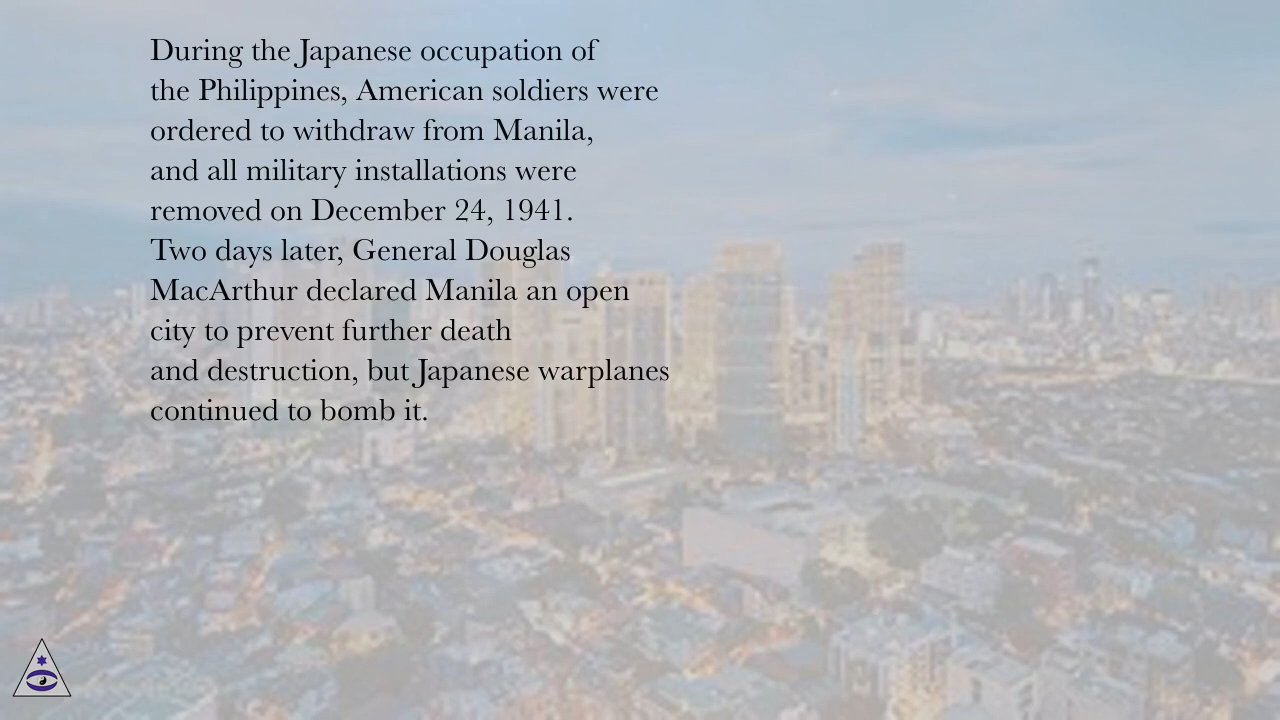 During the Japanese occupation of
the Philippines, American soldiers were
ordered to withdraw from Manila,
and all military installations were
removed on December 24, 1941.
Two days later, General Douglas
MacArthur declared Manila an open
city to prevent further death
and destruction, but Japanese warplanes
continued to bomb it.